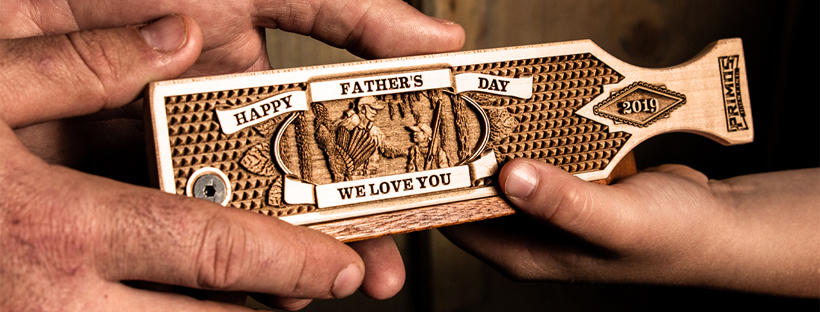 HAPPY FATHER'S DAY
WE LOVE YOU
2019
PRIMOS